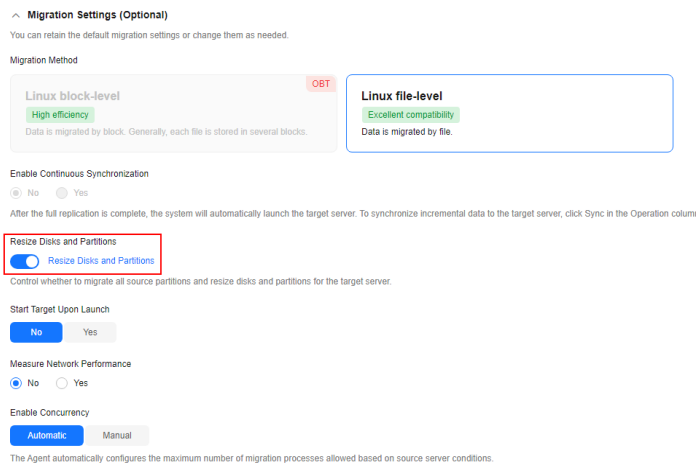 Migration Settings (Optional)
You can retain the default migration settings or change them as needed.
Migration Method
OBT
Linux block-level
High efficiency
Data is migrated by block. Generally, each file is stored in several blocks.
Linux file-level
Excellent compatibility
Data is migrated by file.
Enable Continuous Synchronization
No Yes
After the full replication is complete, the system will automatically launch the target server. To synchronize incremental data to the target server, click Sync in the Operation colum
Resize Disks and Partitions
Resize Disks and Partitions
Control whether to migrate all source partitions and resize disks and partitions for the target server.
Start Target Upon Launch
No Yes
Measure Network Performance
No Yes
Enable Concurrency
Automatic Manual
The Agent automatically configures the maximum number of migration processes allowed based on source server conditions.